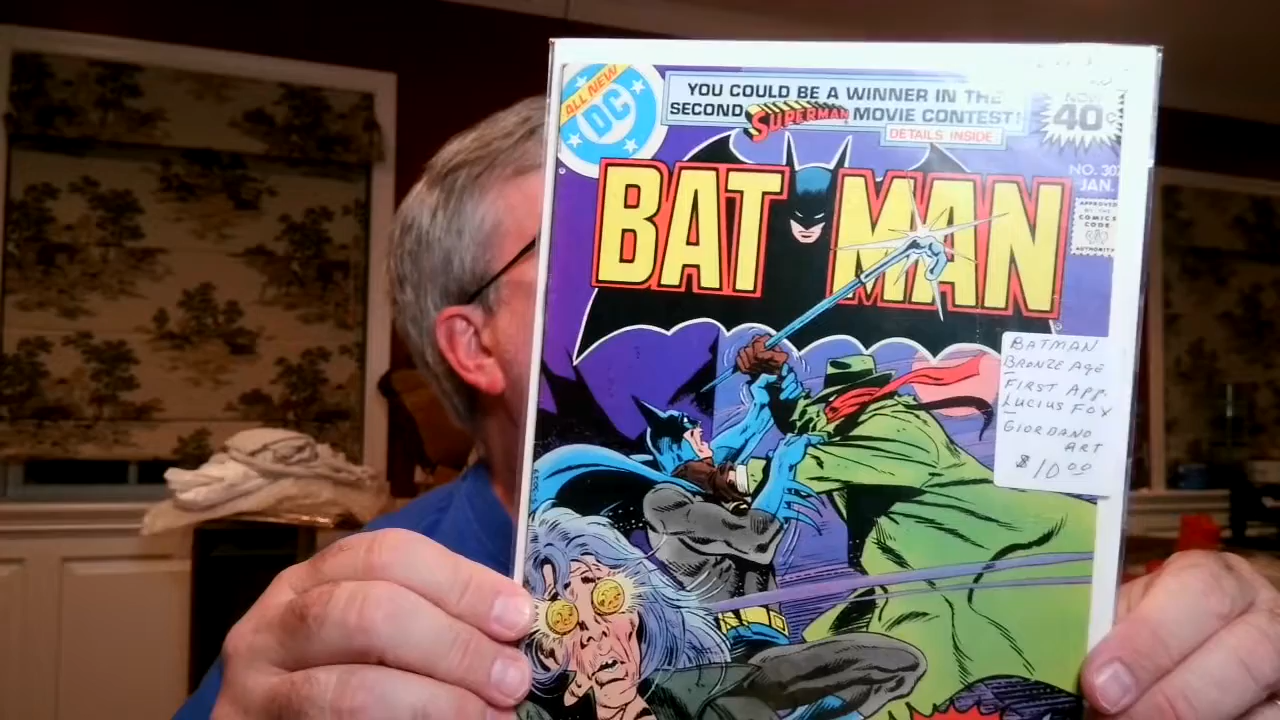 ALL NEW
DC
YOU COULD BE A WINNER IN THE
SECOND SUPERMAN MOVIE CONTEST!
DETAILS INSIDE
NOW
40¢
NO. 307
JAN.
APPROVED
BY THE
COMICS
CODE
AUTHORITY
BATMAN
BATMAN
BRONZE AGE
FIRST APP.
LUCIUS FOX
GIORDANO
ART
$10.00